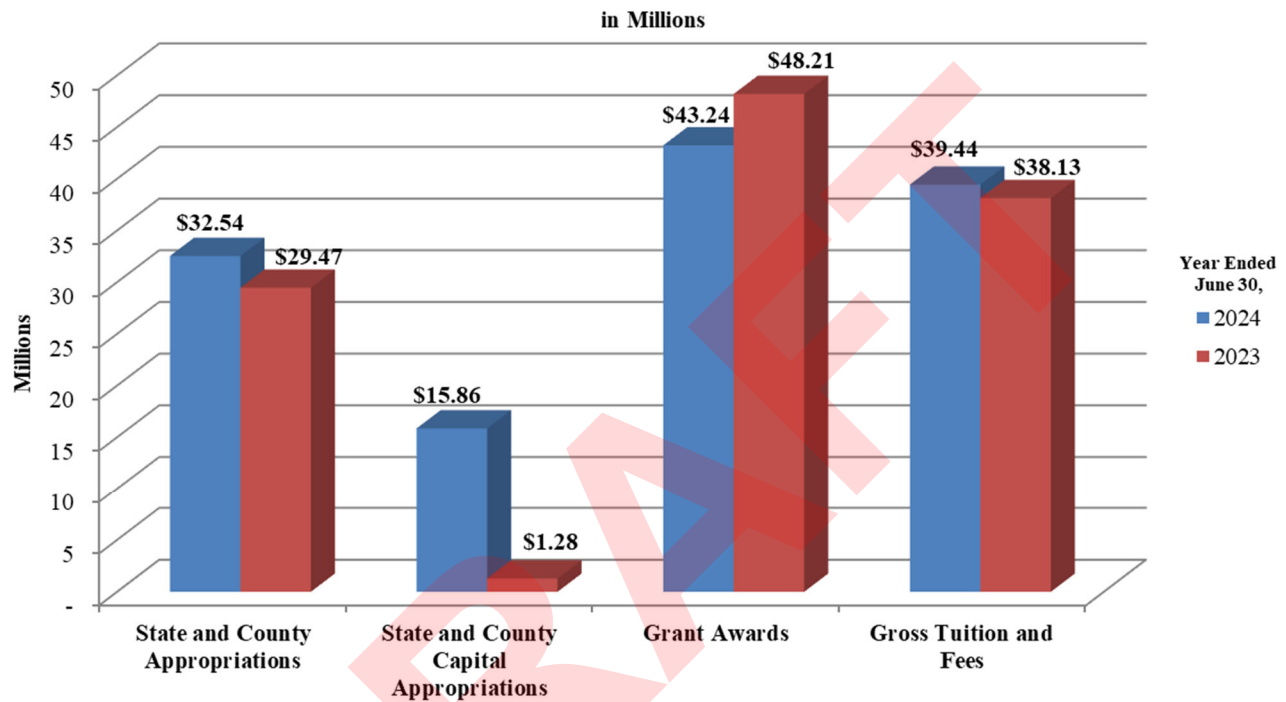 in Millions
50
45
40
35
30
25
20
15
10
5
-
Millions
$32.54
$29.47
$15.86
$1.28
$43.24
$48.21
$39.44
$38.13
State and County
Appropriations
State and County
Capital
Appropriations
Grant Awards
Gross Tuition and
Fees
Year Ended
June 30,
2024
2023
RAFT